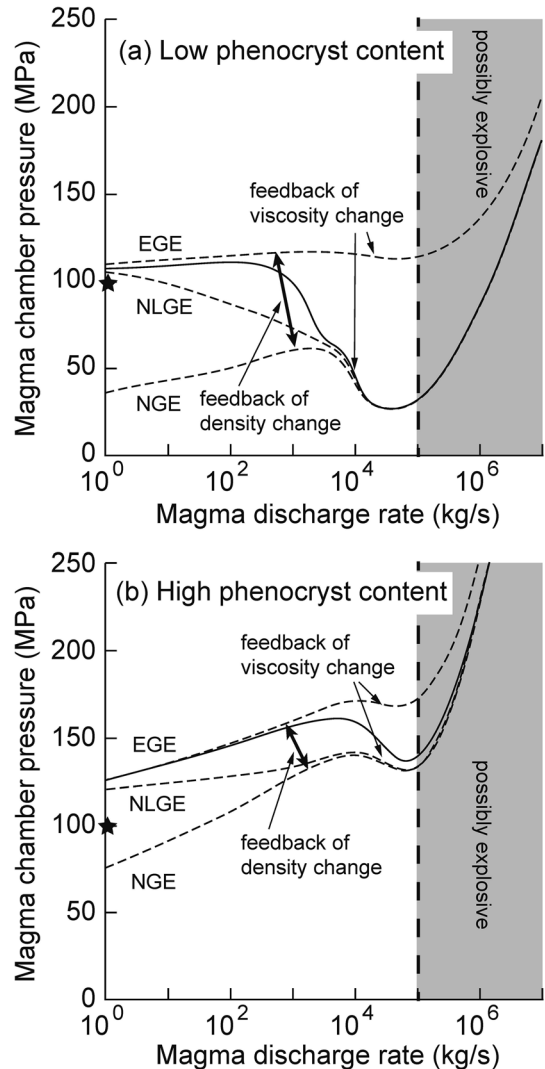 (a) Low phenocryst content
Magma chamber pressure (MPa)
250
200
150
100
50
0
possibly explosive
feedback of
viscosity change
EGE
NLGE
NGE
feedback of
density change
10^0
10^2
10^4
10^6
Magma discharge rate (kg/s)
(b) High phenocryst content
Magma chamber pressure (MPa)
250
200
150
100
50
0
feedback of
viscosity change
EGE
NLGE
NGE
feedback of
density change
possibly explosive
10^0
10^2
10^4
10^6
Magma discharge rate (kg/s)